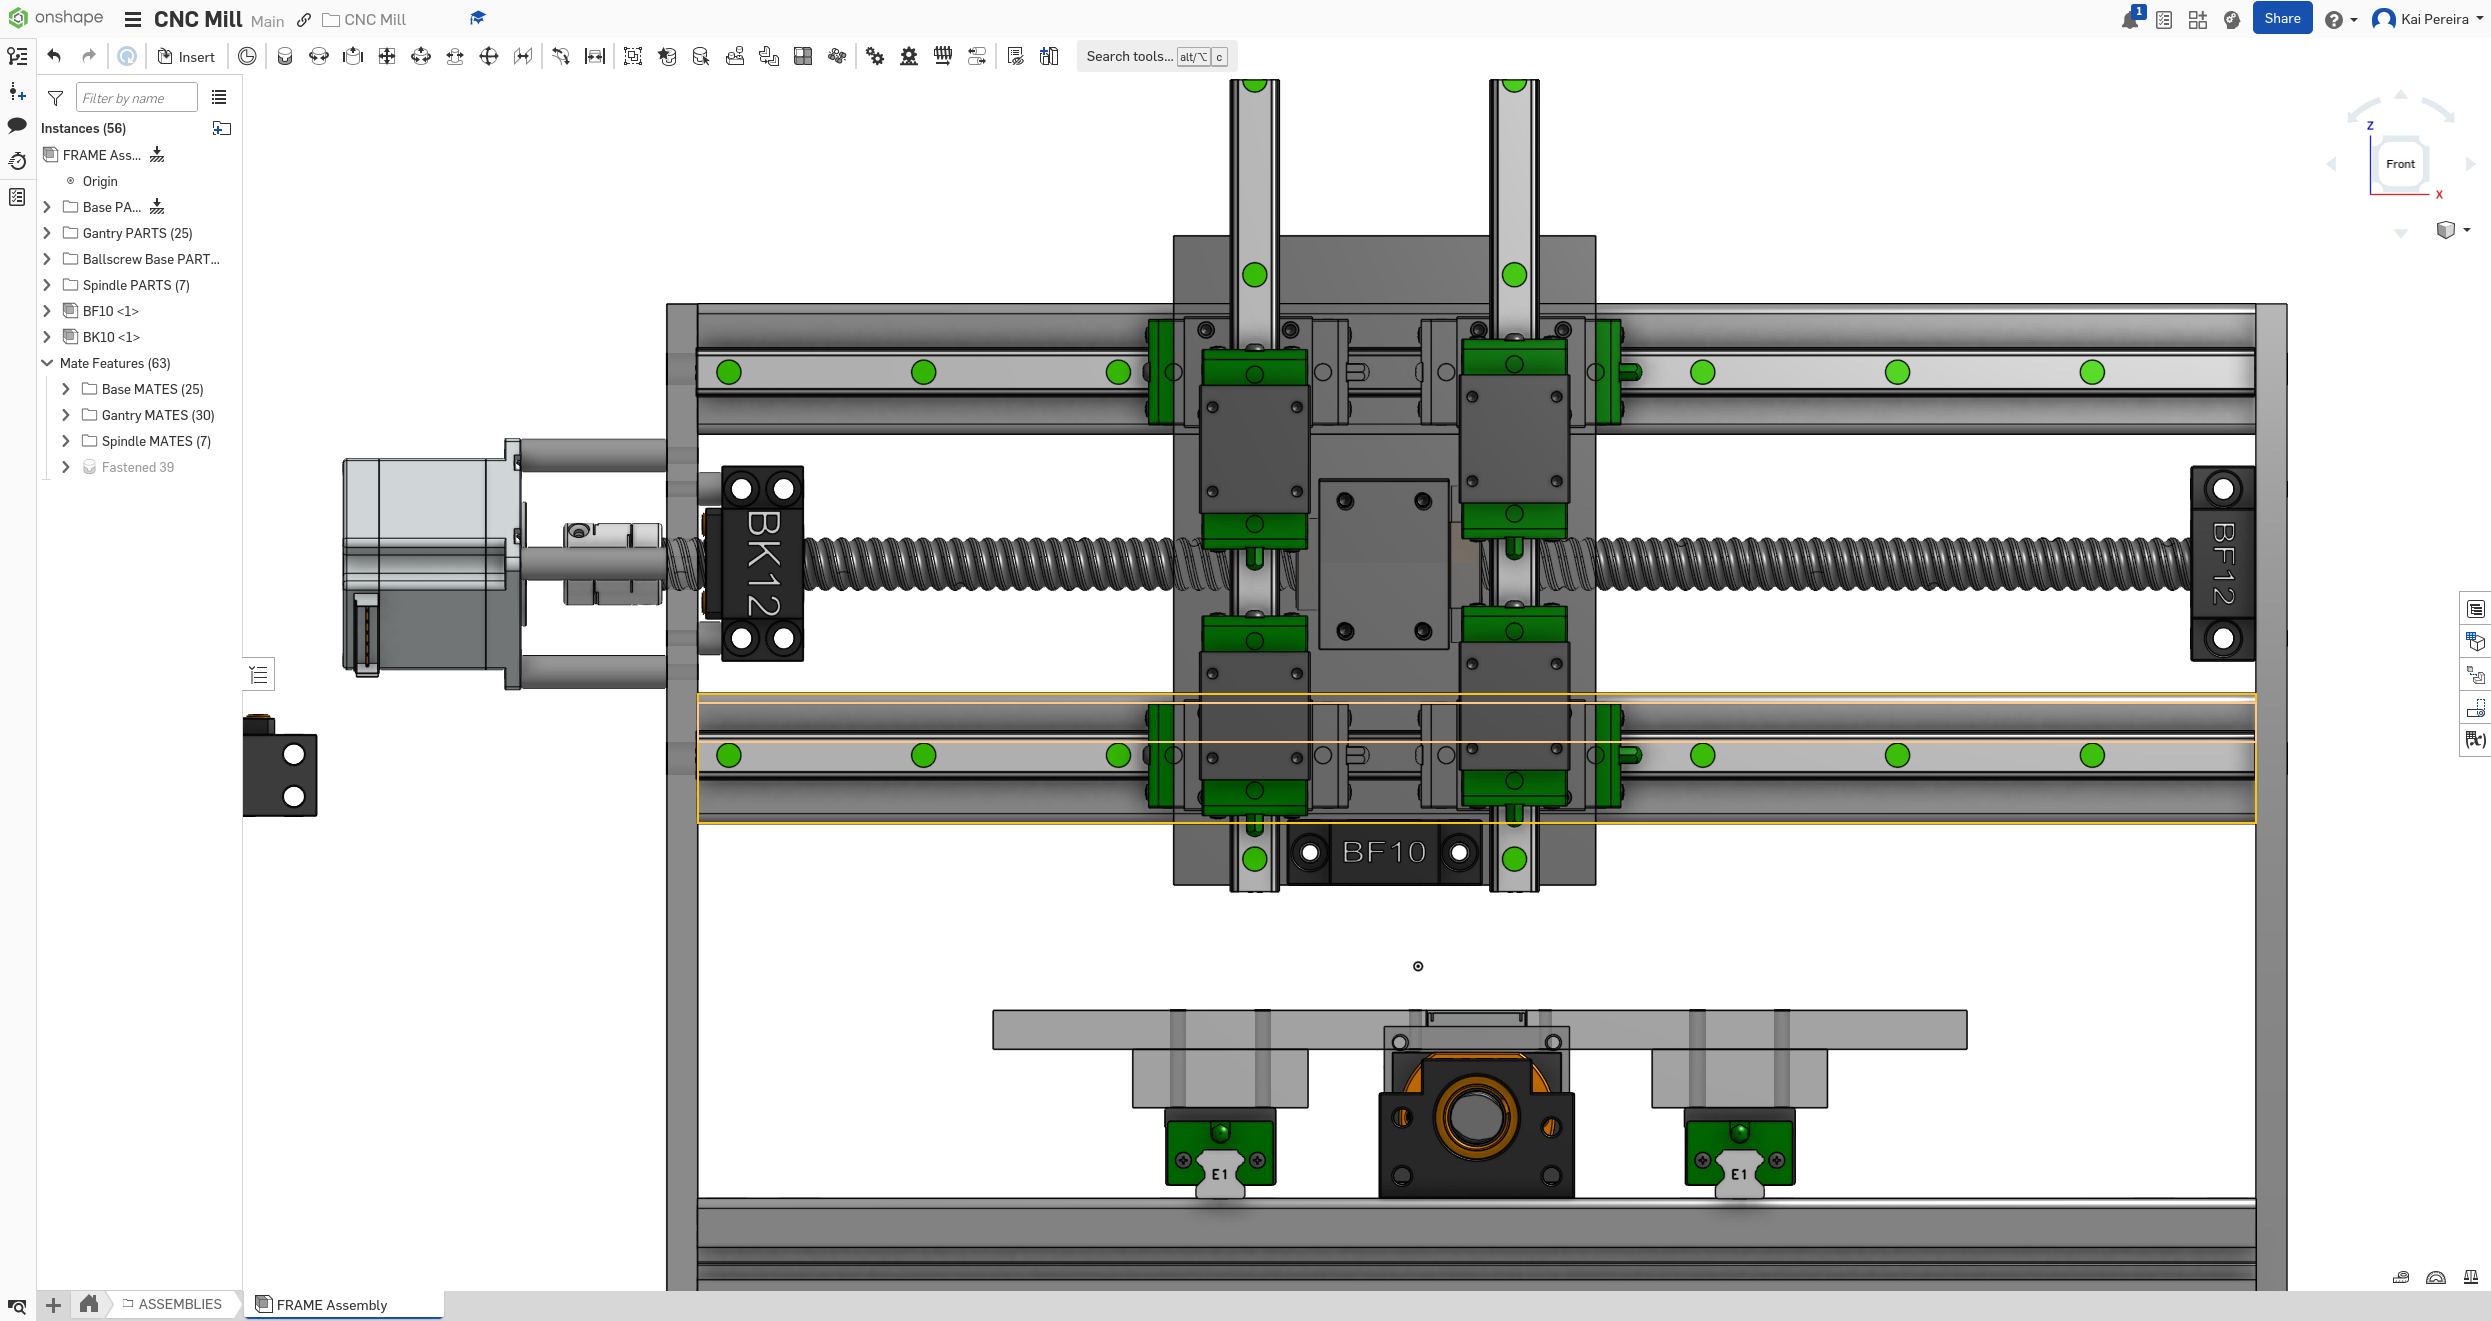 onshape
CNC Mill Main CNC Mill
1
Share
Kai Pereira
Insert
Search tools... alt/⌥ c
Filter by name
Instances (56)
FRAME Ass...
Origin
Base PA...
Gantry PARTS (25)
Ballscrew Base PART...
Spindle PARTS (7)
BF10 <1>
BK10 <1>
Mate Features (63)
Base MATES (25)
Gantry MATES (30)
Spindle MATES (7)
Fastened 39
Z
Front
X
BK12
BF12
BF10
E1
E1
(x)
ASSEMBLIES
FRAME Assembly